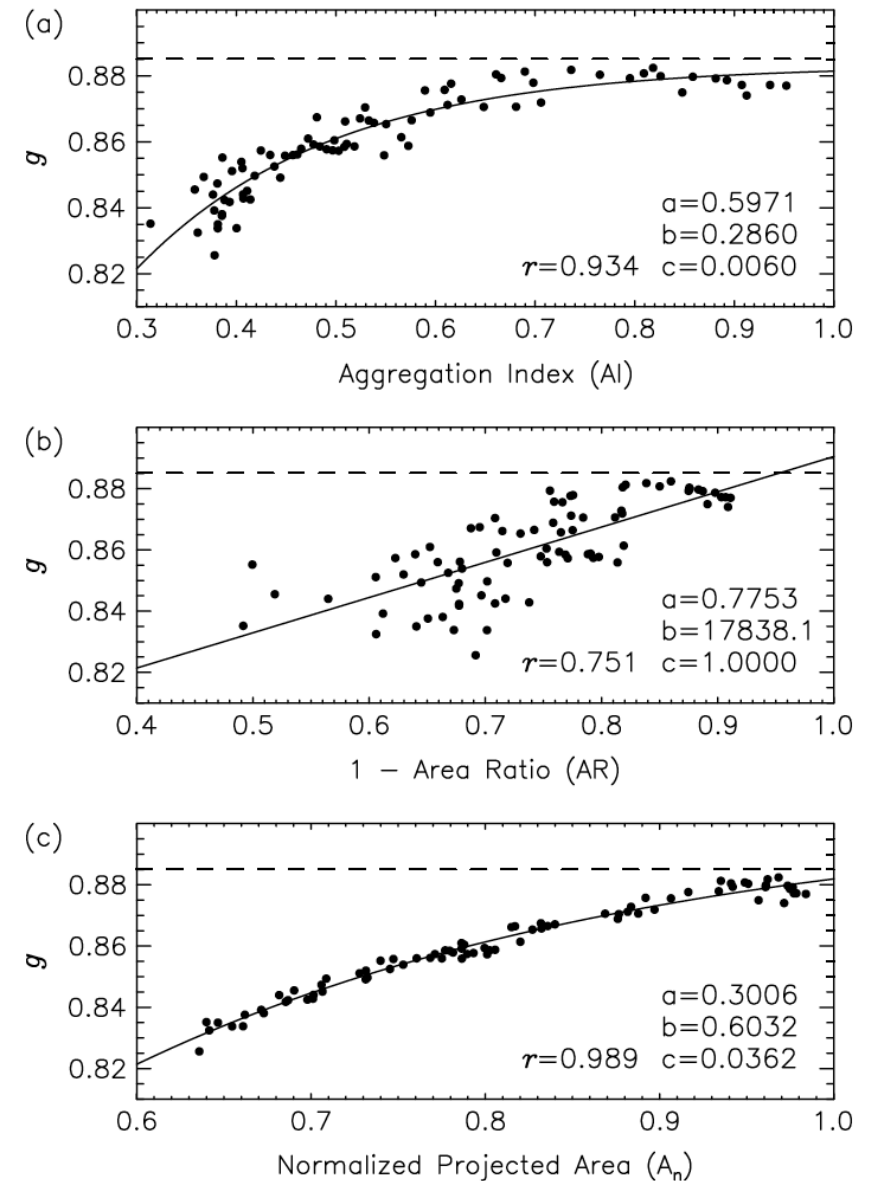 (a)
0.88
0.86
0.84
0.82
g
a=0.5971
b=0.2860
r=0.934 c=0.0060
0.3 0.4 0.5 0.6 0.7 0.8 0.9 1.0
Aggregation Index (AI)
(b)
0.88
0.86
0.84
0.82
g
a=0.7753
b=17838.1
r=0.751 c=1.0000
0.4 0.5 0.6 0.7 0.8 0.9 1.0
1 − Area Ratio (AR)
(c)
0.88
0.86
0.84
0.82
g
a=0.3006
b=0.6032
r=0.989 c=0.0362
0.6 0.7 0.8 0.9 1.0
Normalized Projected Area (Aₙ)